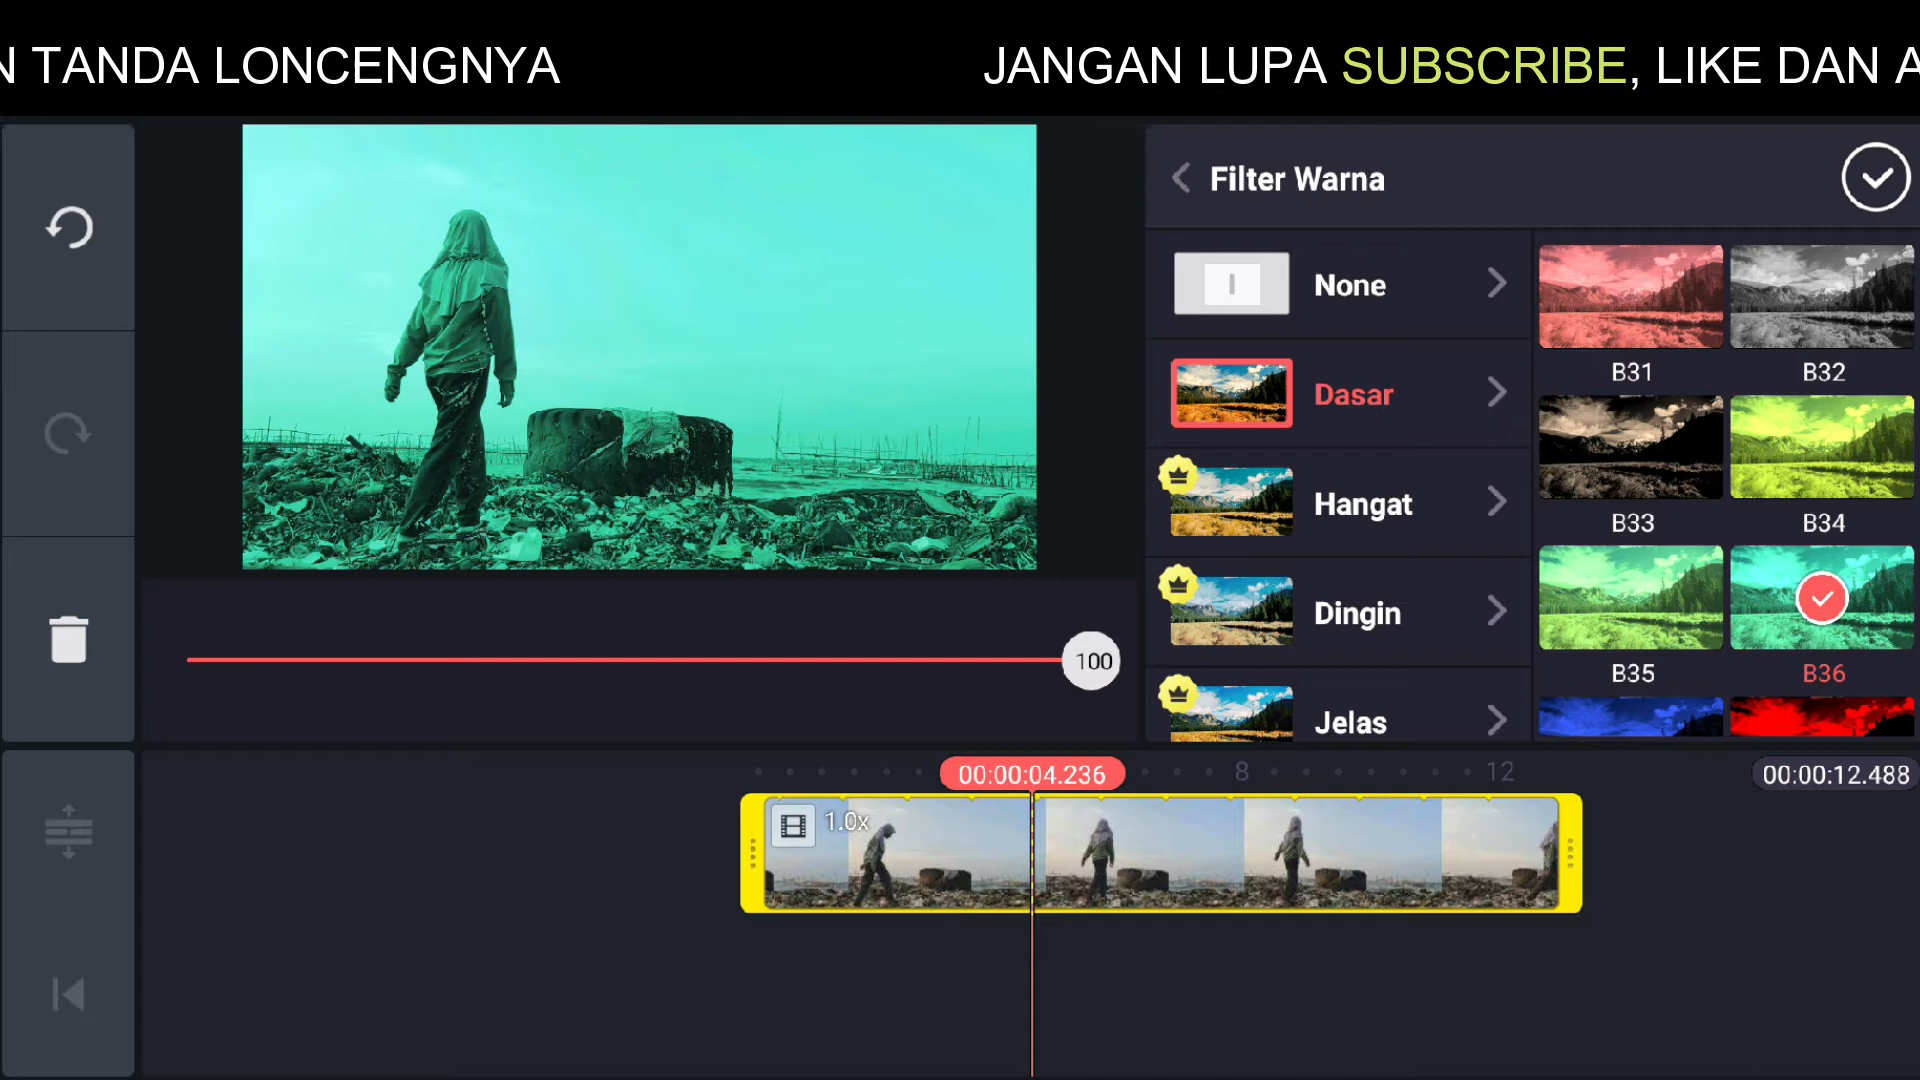 N TANDA LONCENGNYA
JANGAN LUPA SUBSCRIBE, LIKE DAN A
Filter Warna
None
Dasar
Hangat
Dingin
Jelas
B31
B32
B33
B34
B35
B36
100
00:00:04.236
8
12
00:00:12.488
1.0x